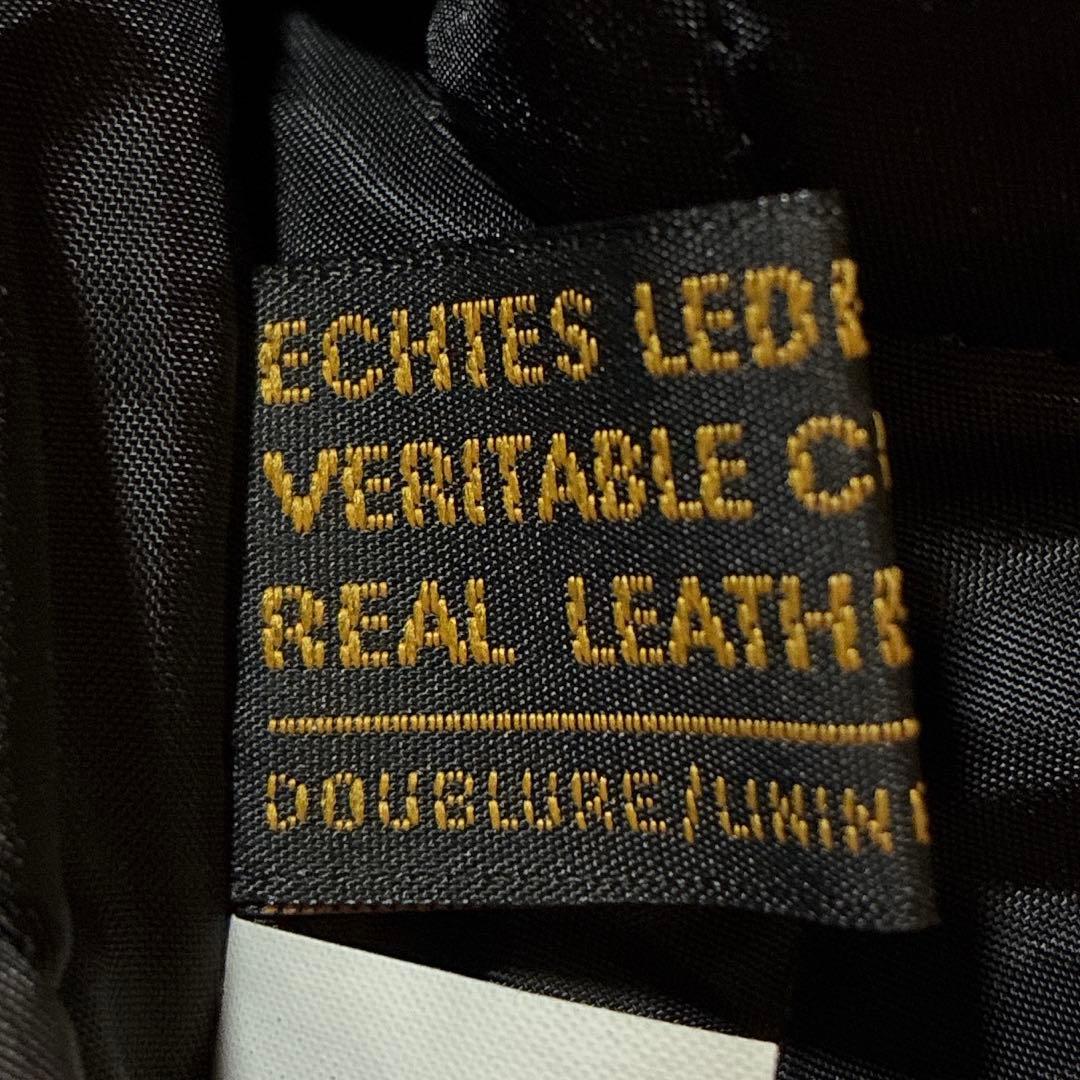 ECHTES LED
VERITABLE C
REAL LEATH
DOUBLURE/LININ